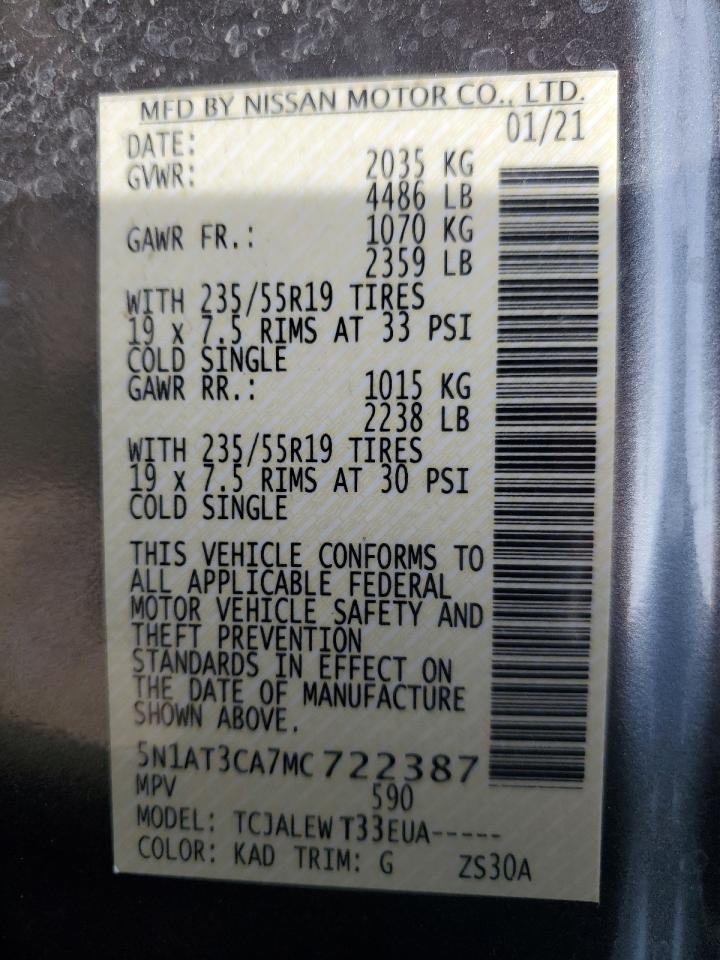 MFD BY NISSAN MOTOR CO., LTD.
DATE: 01/21
GVWR: 2035 KG
4486 LB
GAWR FR.: 1070 KG
2359 LB
WITH 235/55R19 TIRES
19 x 7.5 RIMS AT 33 PSI
COLD SINGLE
GAWR RR.: 1015 KG
2238 LB
WITH 235/55R19 TIRES
19 x 7.5 RIMS AT 30 PSI
COLD SINGLE
THIS VEHICLE CONFORMS TO
ALL APPLICABLE FEDERAL
MOTOR VEHICLE SAFETY AND
THEFT PREVENTION
STANDARDS IN EFFECT ON
THE DATE OF MANUFACTURE
SHOWN ABOVE.
5N1AT3CA7MC722387
MPV 590
MODEL: TCJALEW T33EUA-----
COLOR: KAD TRIM: G ZS30A